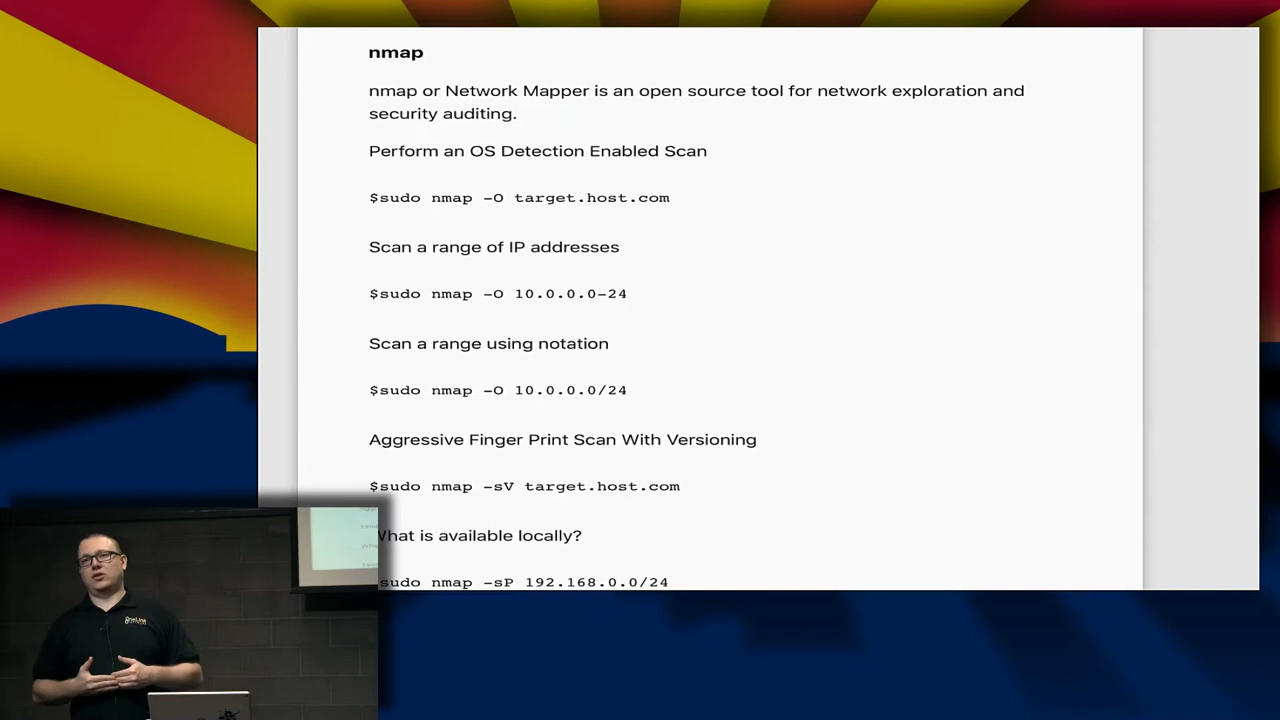 nmap
nmap or Network Mapper is an open source tool for network exploration and
security auditing.
Perform an OS Detection Enabled Scan
$sudo nmap -O target.host.com
Scan a range of IP addresses
$sudo nmap -O 10.0.0.0-24
Scan a range using notation
$sudo nmap -O 10.0.0.0/24
Aggressive Finger Print Scan With Versioning
$sudo nmap -sV target.host.com
What is available locally?
sudo nmap -sP 192.168.0.0/24